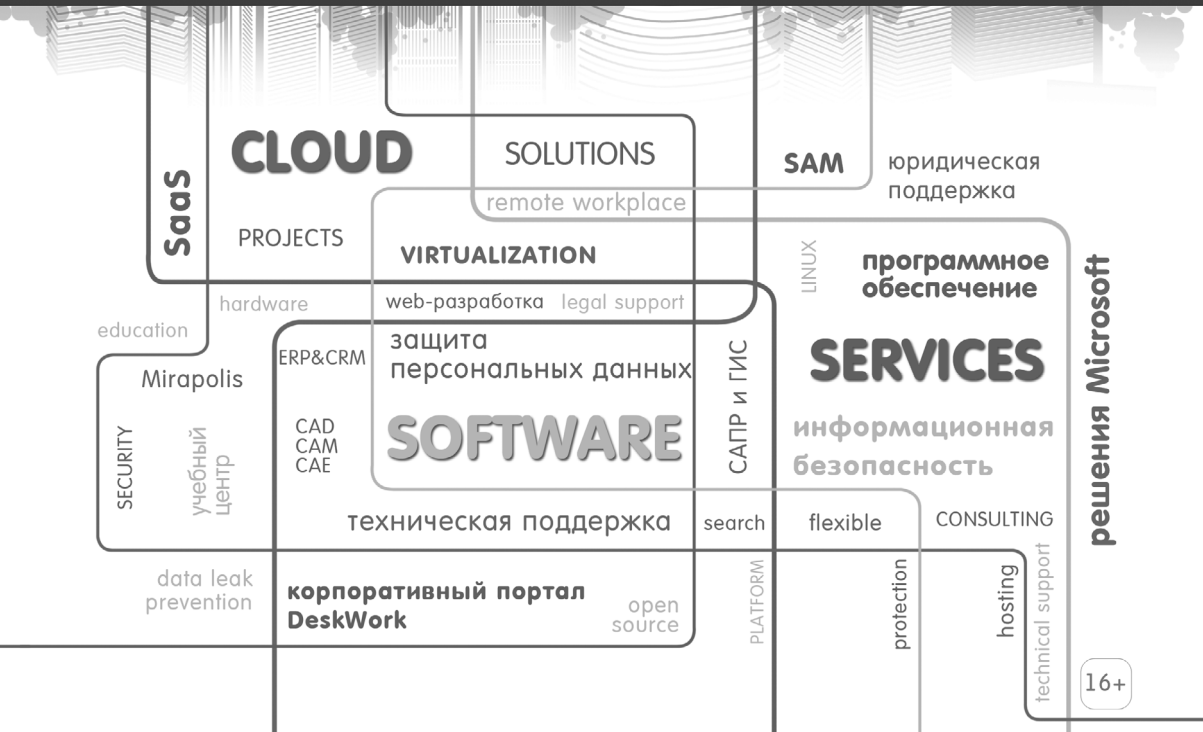 CLOUD
SOLUTIONS
SAM
юридическая
поддержка
SaaS
remote workplace
PROJECTS
VIRTUALIZATION
LINUX
программное
обеспечение
решения Microsoft
hardware
web-разработка
legal support
education
защита
персональных данных
ERP&CRM
SERVICES
Mirapolis
САПР и ГИС
SOFTWARE
CAD
CAM
CAE
информационная
безопасность
SECURITY
учебный
центр
техническая поддержка
search
flexible
CONSULTING
data leak
prevention
корпоративный портал
DeskWork
open
source
PLATFORM
protection
hosting
technical support
16+